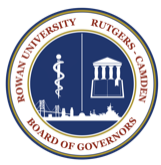 ROWAN UNIVERSITY RUTGERS - CAMDEN
BOARD OF GOVERNORS